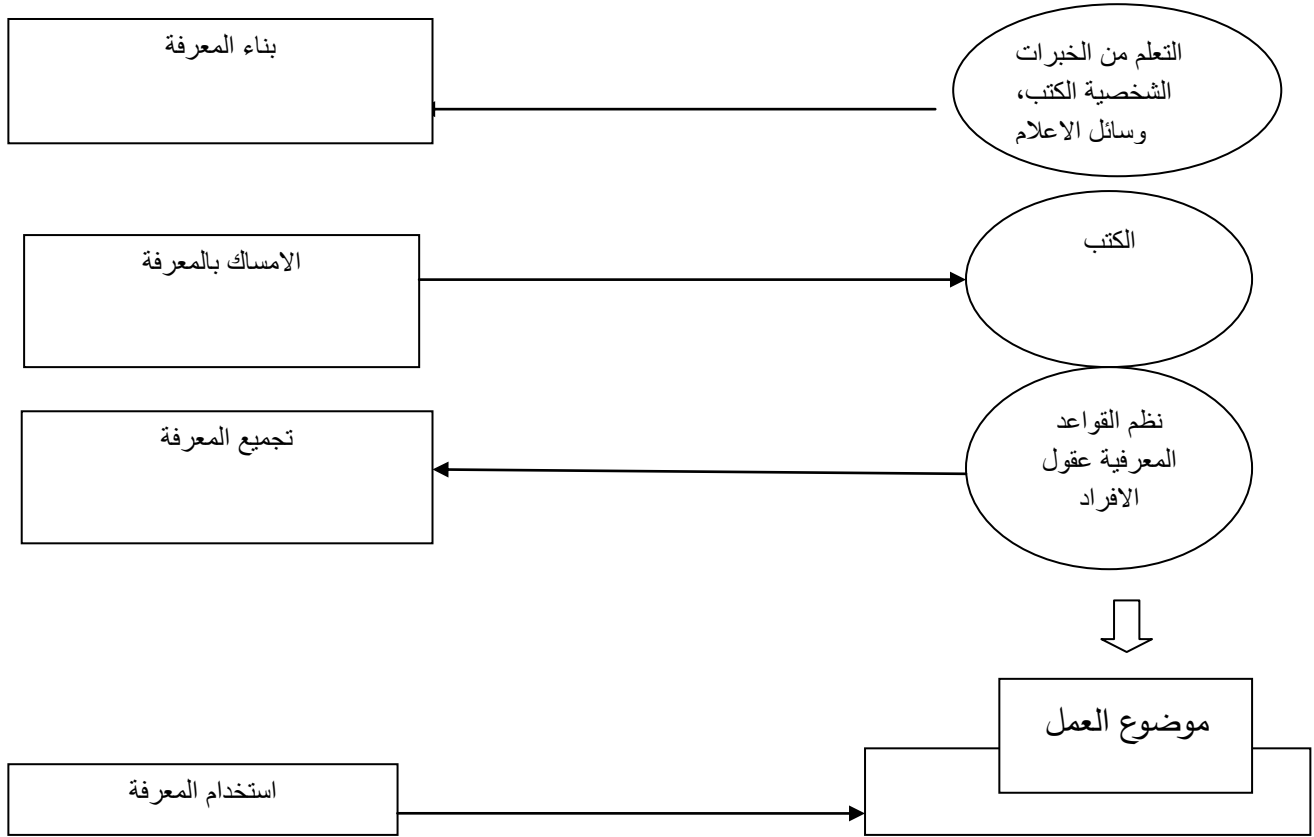 التعلم من الخبرات
الشخصية الكتب،
وسائل الاعلام
بناء المعرفة
الكتب
الامساك بالمعرفة
نظم القواعد
المعرفية عقول
الافراد
تجميع المعرفة
موضوع العمل
استخدام المعرفة